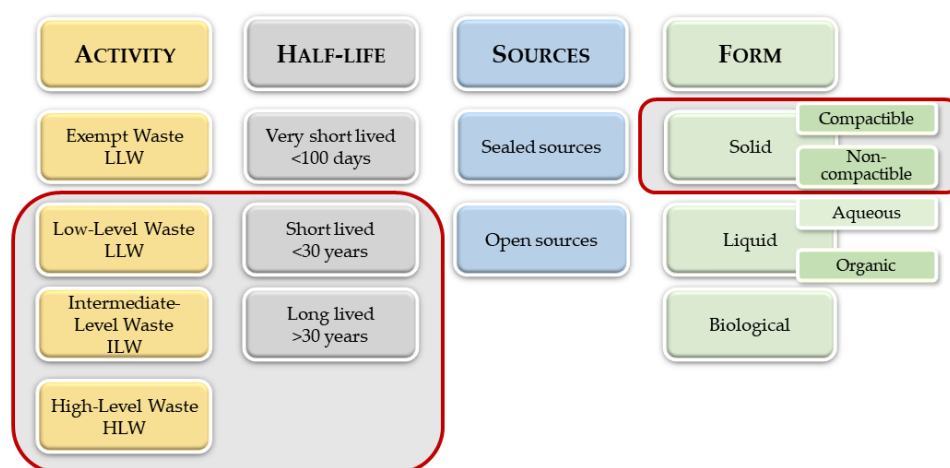 ACTIVITY
HALF-LIFE
SOURCES
FORM
Exempt Waste
LLW
Very short lived
<100 days
Sealed sources
Solid
Compactible
Non-
compactible
Low-Level Waste
LLW
Short lived
<30 years
Open sources
Liquid
Aqueous
Organic
Intermediate-
Level Waste
ILW
Long lived
>30 years
Biological
High-Level Waste
HLW